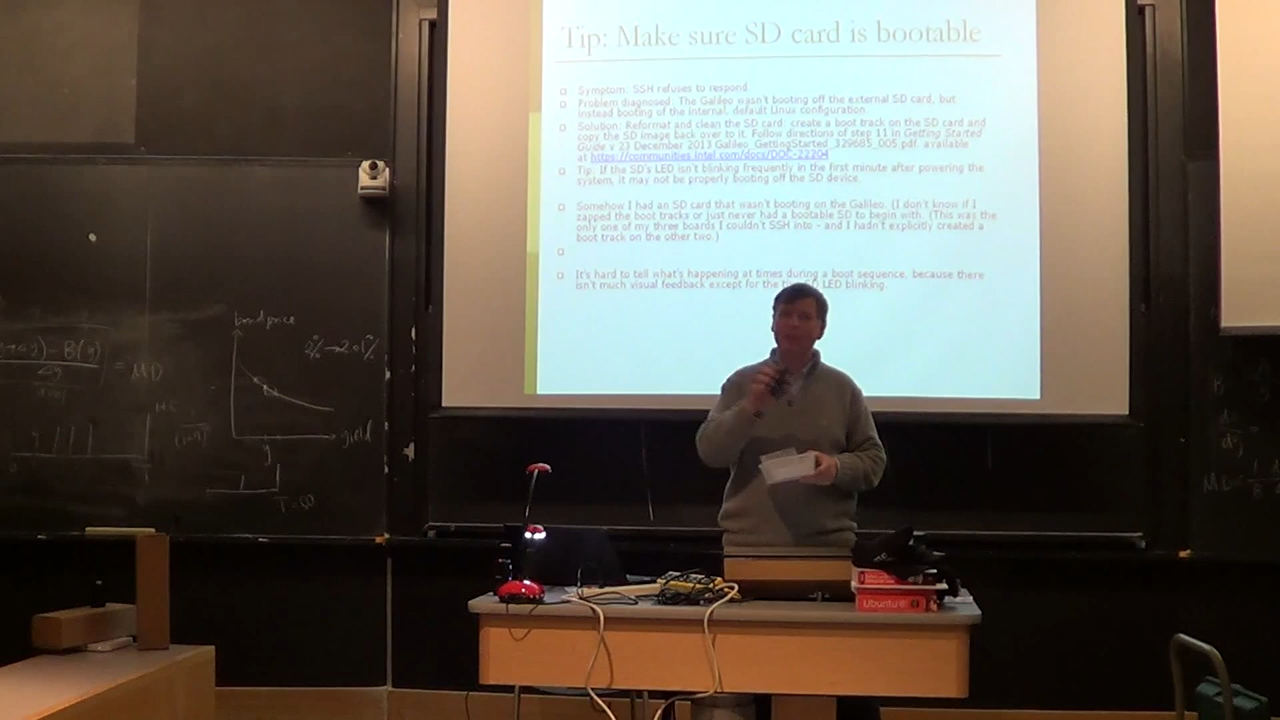 Tip: Make sure SD card is bootable
Symptom: SSH refuses to respond
Problem diagnosed: The Galileo wasn't booting off the external SD card, but
instead booting of the internal, default Linux configuration.
Solution: Reformat and clean the SD card: create a boot track on the SD card and
copy the SD image back over to it. Follow directions of step 11 in Getting Started
Guide v 23 December 2013 Galileo_GettingStarted_329685_005.pdf. available
at https://communities.intel.com/docs/DOC-22204
Tip: If the SD's LED isn't blinking frequently in the first minute after powering the
system, it may not be properly booting off the SD device.
Somehow I had an SD card that wasn't booting on the Galileo. (I don't know if I
zapped the boot tracks or just never had a bootable SD to begin with. (This was the
only one of my three boards I couldn't SSH into - and I hadn't explicitly created a
boot track on the other two.)
It's hard to tell what's happening at times during a boot sequence, because there
isn't much visual feedback except for the SD LED blinking.
bond price
2% → 2.01%
- B(y)
Δy
= MD
yield
y
T=∞
Ubuntu